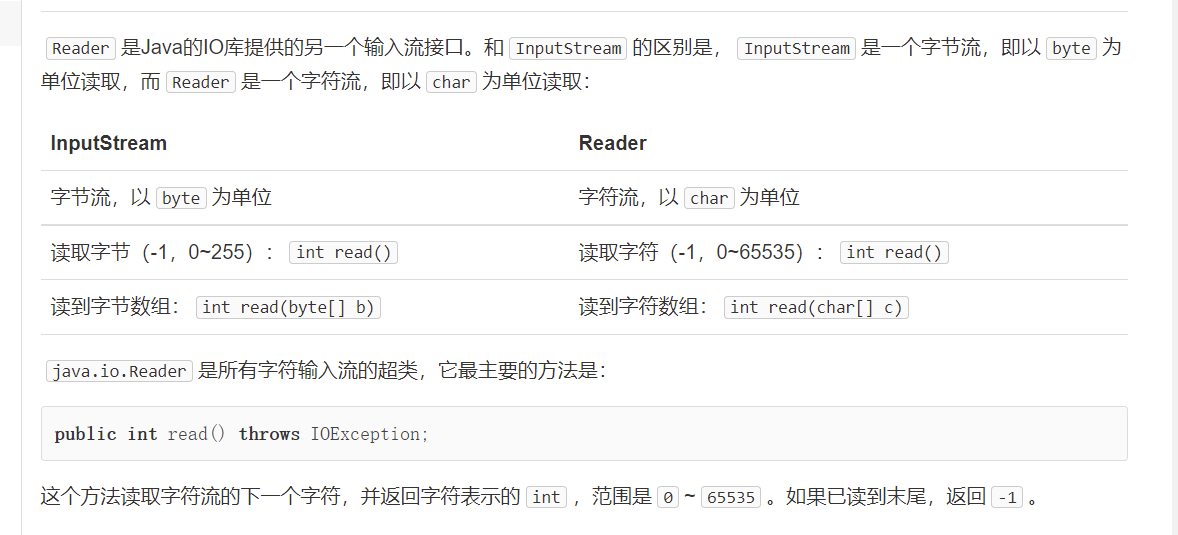 Reader 是Java的IO库提供的另一个输入流接口。和 InputStream 的区别是， InputStream 是一个字节流，即以 byte 为
单位读取，而 Reader 是一个字符流，即以 char 为单位读取：
InputStream Reader
字节流，以 byte 为单位 字符流，以 char 为单位
读取字节（-1，0~255）： int read() 读取字符（-1，0~65535）： int read()
读到字节数组： int read(byte[] b) 读到字符数组： int read(char[] c)
java.io.Reader 是所有字符输入流的超类，它最主要的方法是：
public int read() throws IOException;
这个方法读取字符流的下一个字符，并返回字符表示的 int ，范围是 0 ~ 65535 。如果已读到末尾，返回 -1 。